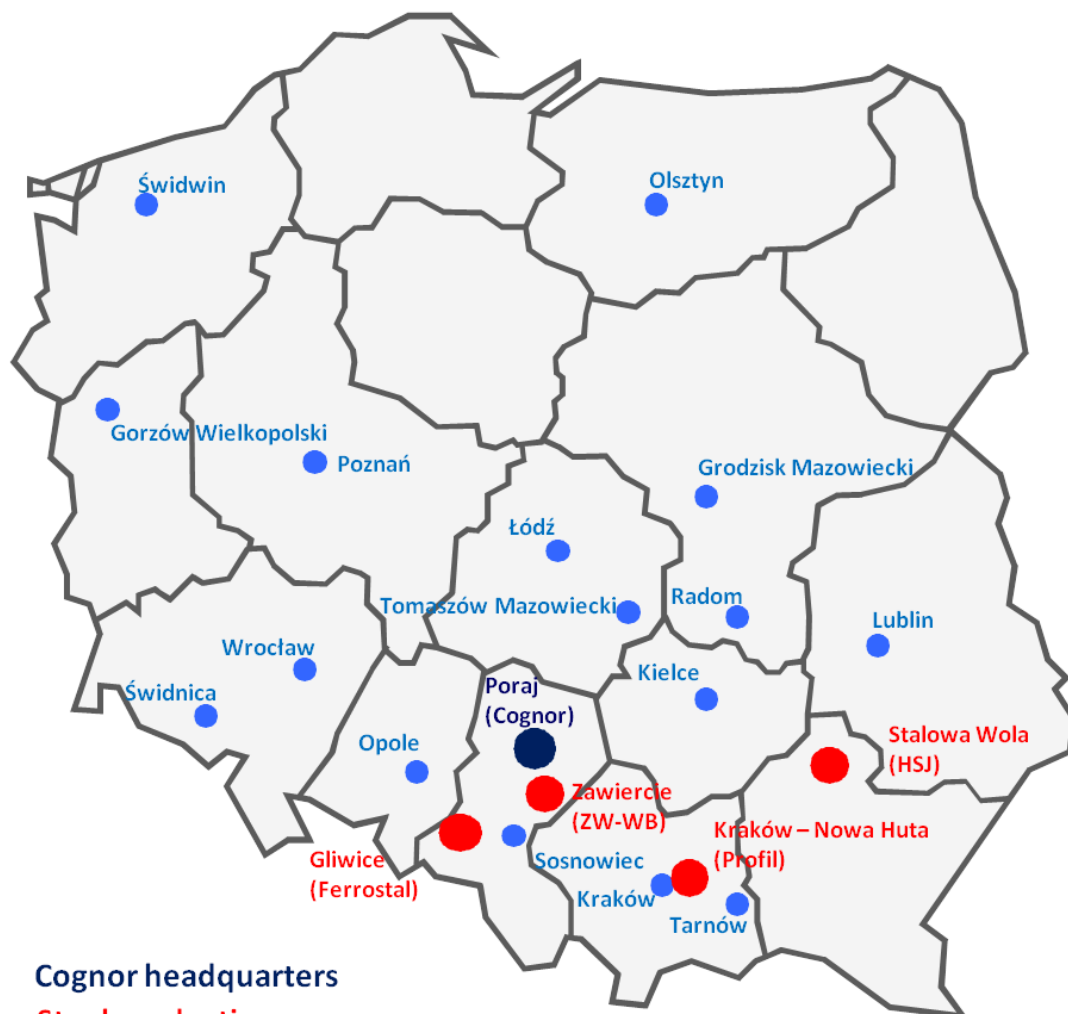 Świdwin
Olsztyn
Gorzów Wielkopolski
Poznań
Grodzisk Mazowiecki
Łódź
Tomaszów Mazowiecki
Radom
Lublin
Wrocław
Kielce
Świdnica
Poraj
(Cognor)
Opole
Stalowa Wola
(HSJ)
Zawiercie
(ZW-WB)
Kraków – Nowa Huta
(Profil)
Gliwice
(Ferrostal)
Sosnowiec
Kraków
Tarnów
Cognor headquarters